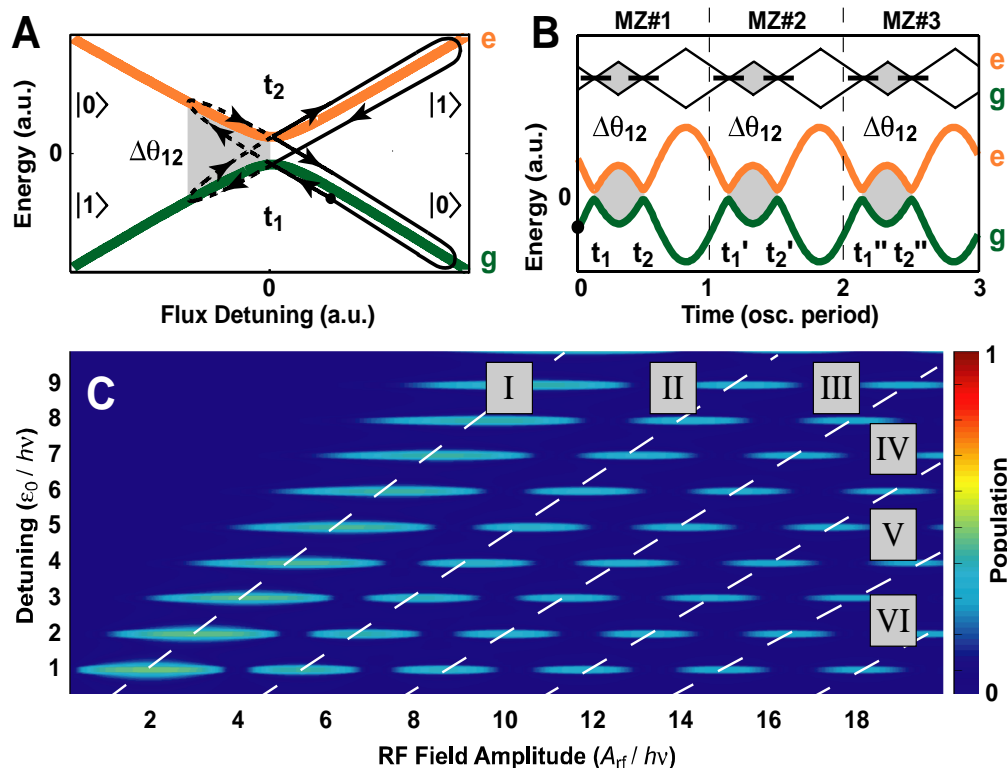 A
e
t2
|0⟩
|1⟩
Energy (a.u.)
0
Δθ12
|1⟩
|0⟩
t1
g
0
Flux Detuning (a.u.)
B
MZ#1 MZ#2 MZ#3
e
g
Δθ12 Δθ12 Δθ12
e
Energy (a.u.)
0
g
t1 t2 t1' t2' t1" t2"
0 1 2 3
Time (osc. period)
C
I II III
IV
V
VI
9
8
7
6
5
4
3
2
1
Detuning (ε0 / hν)
2 4 6 8 10 12 14 16 18
RF Field Amplitude (Arf / hν)
1
Population
0